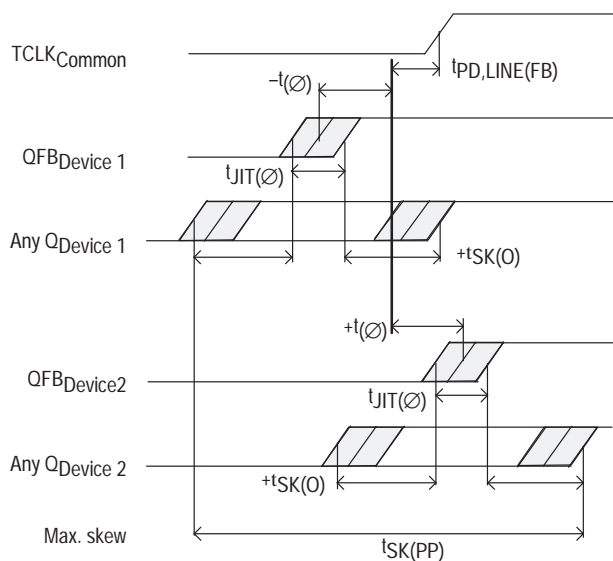 TCLKCommon
tPD,LINE(FB)
–t(∅)
QFBDevice 1
tJIT(∅)
Any QDevice 1
+tSK(O)
+t(∅)
QFBDevice2
tJIT(∅)
Any QDevice 2
+tSK(O)
Max. skew
tSK(PP)